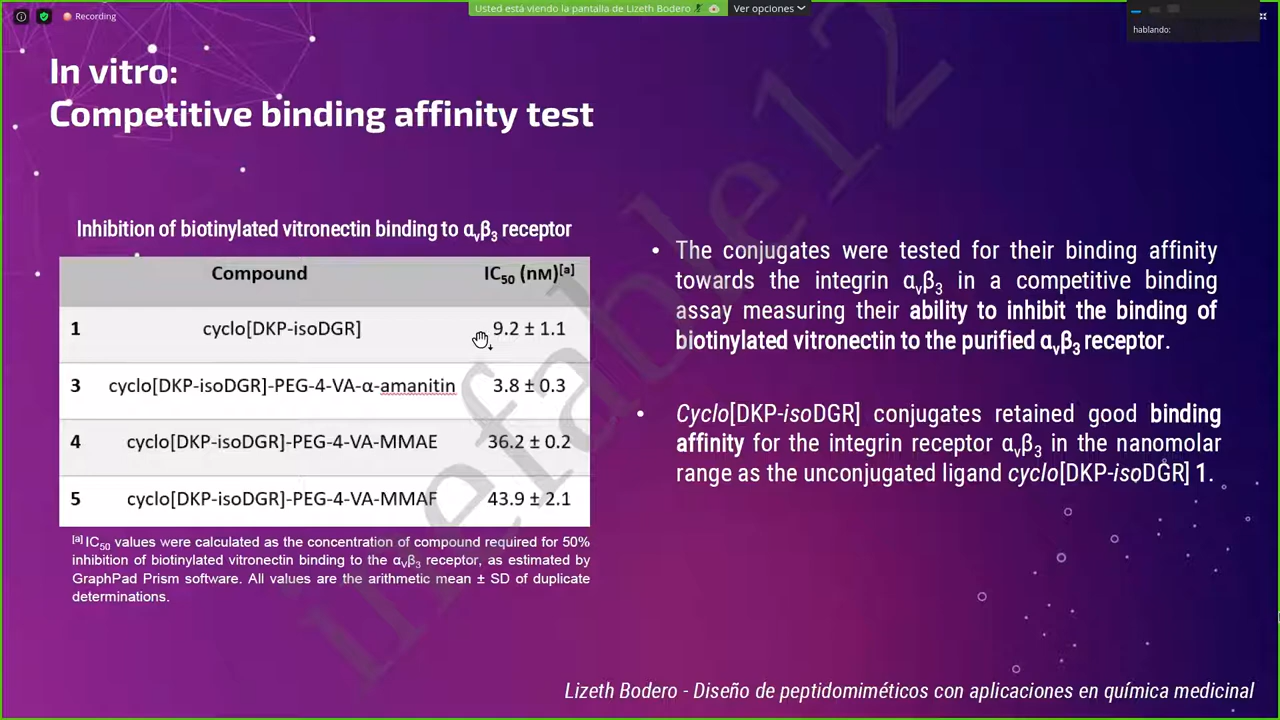 Recording
Usted está viendo la pantalla de Lizeth Bodero
Ver opciones
hablando:
In vitro:
Competitive binding affinity test
Inhibition of biotinylated vitronectin binding to αᵥβ₃ receptor
Compound IC₅₀ (nM)[a]
1 cyclo[DKP-isoDGR] 9.2 ± 1.1
3 cyclo[DKP-isoDGR]-PEG-4-VA-α-amanitin 3.8 ± 0.3
4 cyclo[DKP-isoDGR]-PEG-4-VA-MMAE 36.2 ± 0.2
5 cyclo[DKP-isoDGR]-PEG-4-VA-MMAF 43.9 ± 2.1
[a] IC₅₀ values were calculated as the concentration of compound required for 50%
inhibition of biotinylated vitronectin binding to the αᵥβ₃ receptor, as estimated by
GraphPad Prism software. All values are the arithmetic mean ± SD of duplicate
determinations.
• The conjugates were tested for their binding affinity
towards the integrin αᵥβ₃ in a competitive binding
assay measuring their ability to inhibit the binding of
biotinylated vitronectin to the purified αᵥβ₃ receptor.
• Cyclo[DKP-isoDGR] conjugates retained good binding
affinity for the integrin receptor αᵥβ₃ in the nanomolar
range as the unconjugated ligand cyclo[DKP-isoDGR] 1.
inefable12
Lizeth Bodero - Diseño de peptidomiméticos con aplicaciones en química medicinal